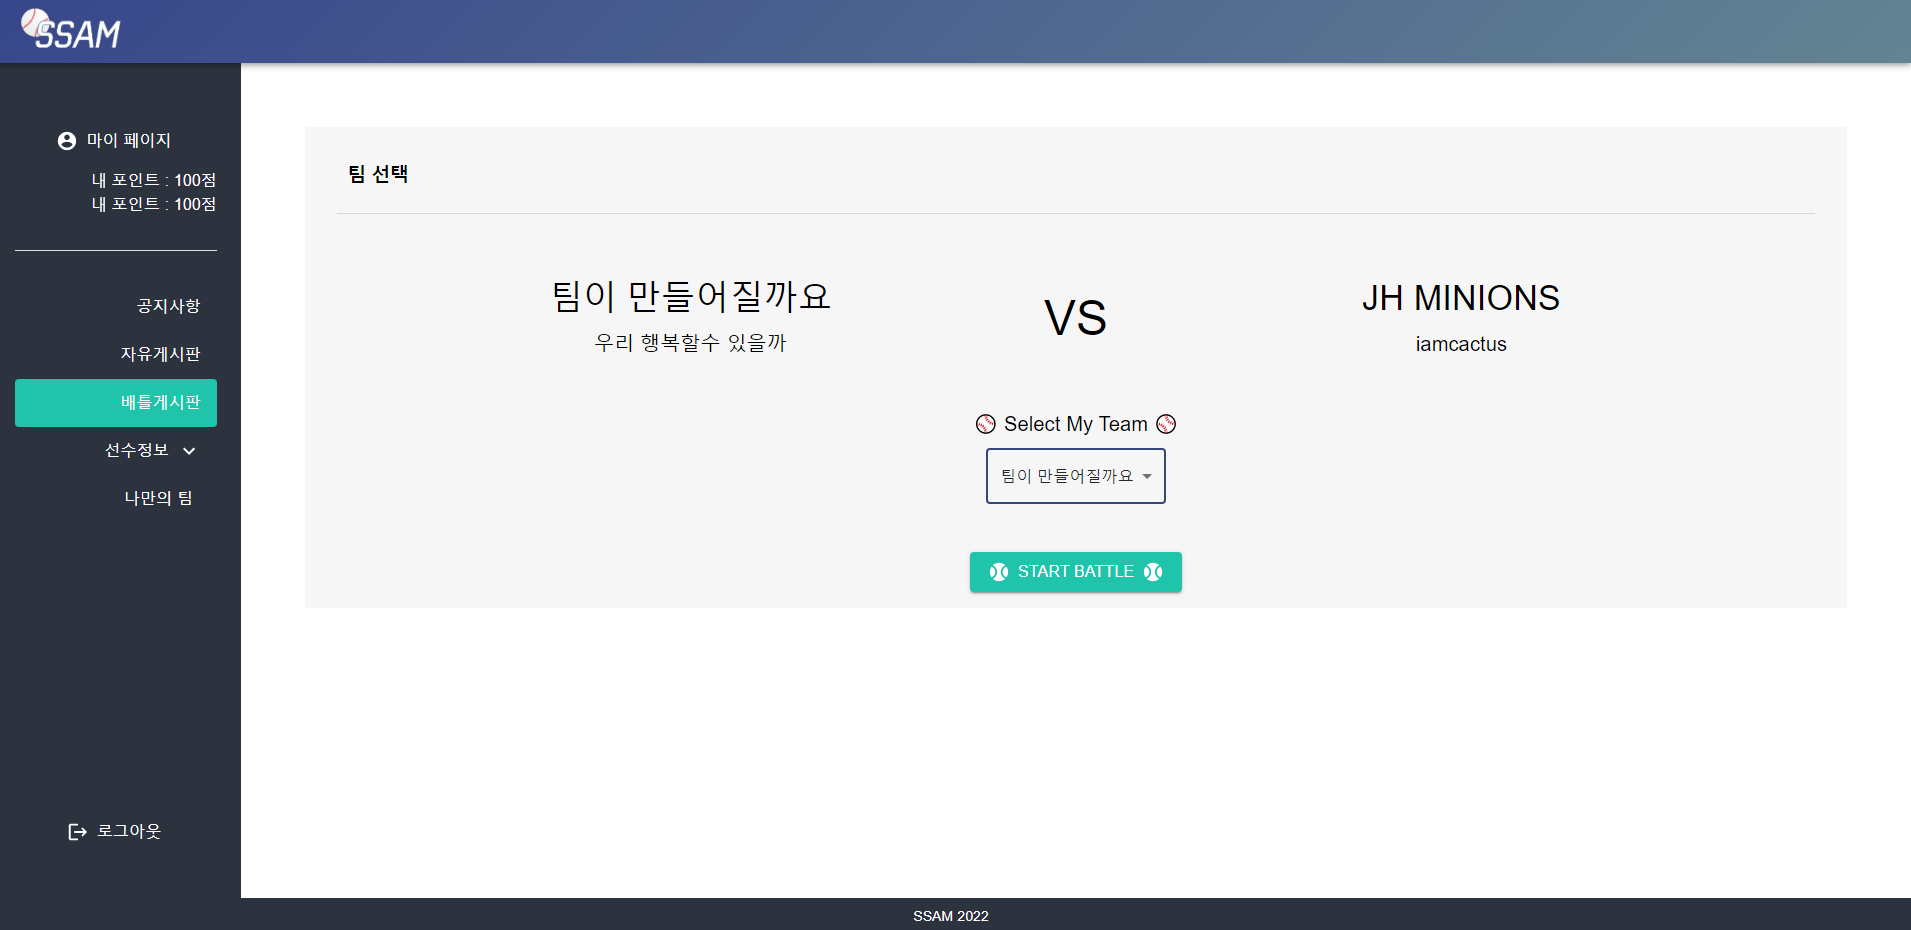 SSAM
마이 페이지
내 포인트 : 100점
내 포인트 : 100점
공지사항
자유게시판
배틀게시판
선수정보
나만의 팀
로그아웃
팀 선택
팀이 만들어질까요
우리 행복할수 있을까
VS
JH MINIONS
iamcactus
Select My Team
팀이 만들어질까요
START BATTLE
SSAM 2022